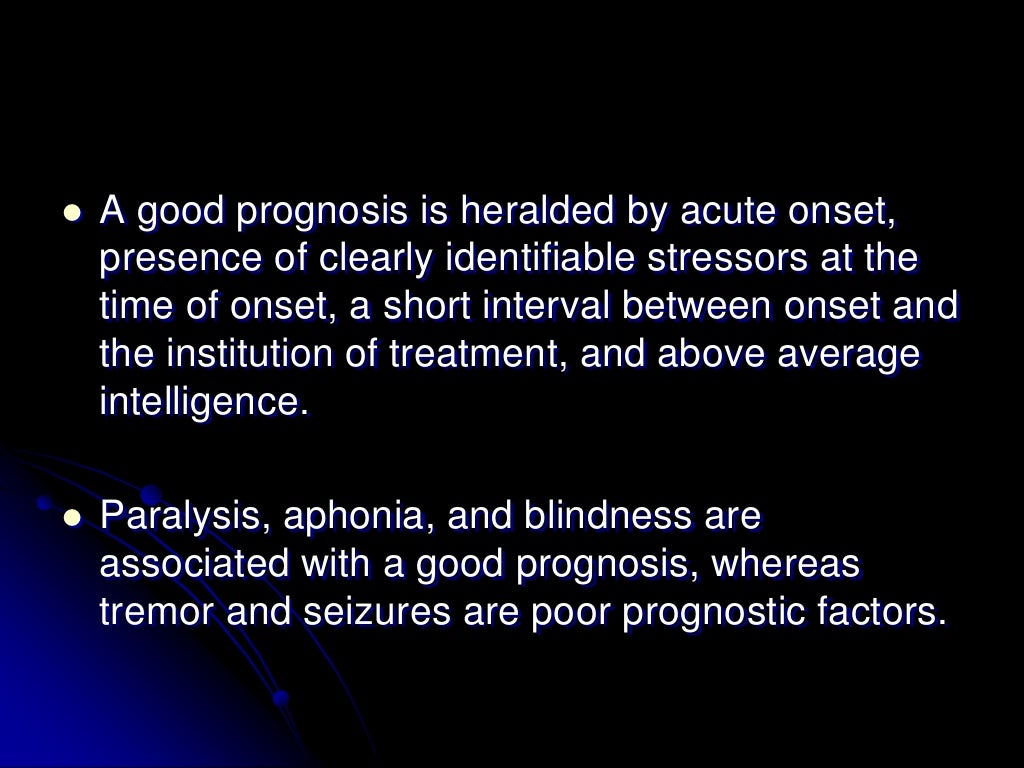 A good prognosis is heralded by acute onset,
presence of clearly identifiable stressors at the
time of onset, a short interval between onset and
the institution of treatment, and above average
intelligence.
Paralysis, aphonia, and blindness are
associated with a good prognosis, whereas
tremor and seizures are poor prognostic factors.